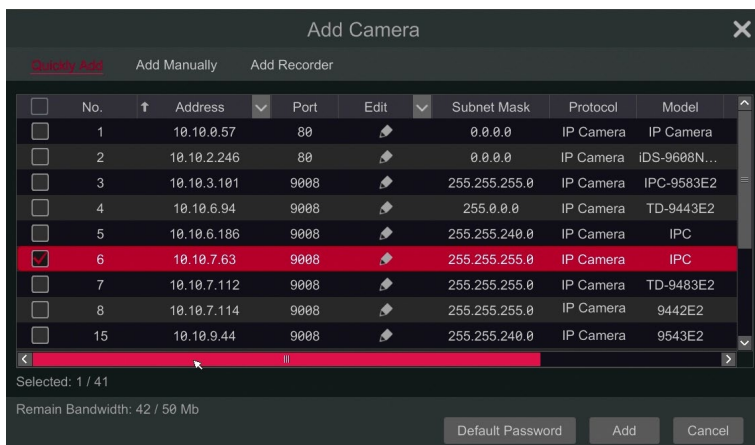 Add Camera
Quickly Add Add Manually Add Recorder
No. Address Port Edit Subnet Mask Protocol Model
1 10.10.0.57 80 0.0.0.0 IP Camera IP Camera
2 10.10.2.246 80 0.0.0.0 IP Camera iDS-9608N...
3 10.10.3.101 9008 255.255.255.0 IP Camera IPC-9583E2
4 10.10.6.94 9008 255.0.0.0 IP Camera TD-9443E2
5 10.10.6.186 9008 255.255.240.0 IP Camera IPC
6 10.10.7.63 9008 255.255.255.0 IP Camera IPC
7 10.10.7.112 9008 255.255.255.0 IP Camera TD-9483E2
8 10.10.7.114 9008 255.255.255.0 IP Camera 9442E2
15 10.10.9.44 9008 255.255.240.0 IP Camera 9543E2
Selected: 1 / 41
Remain Bandwidth: 42 / 50 Mb
Default Password Add Cancel